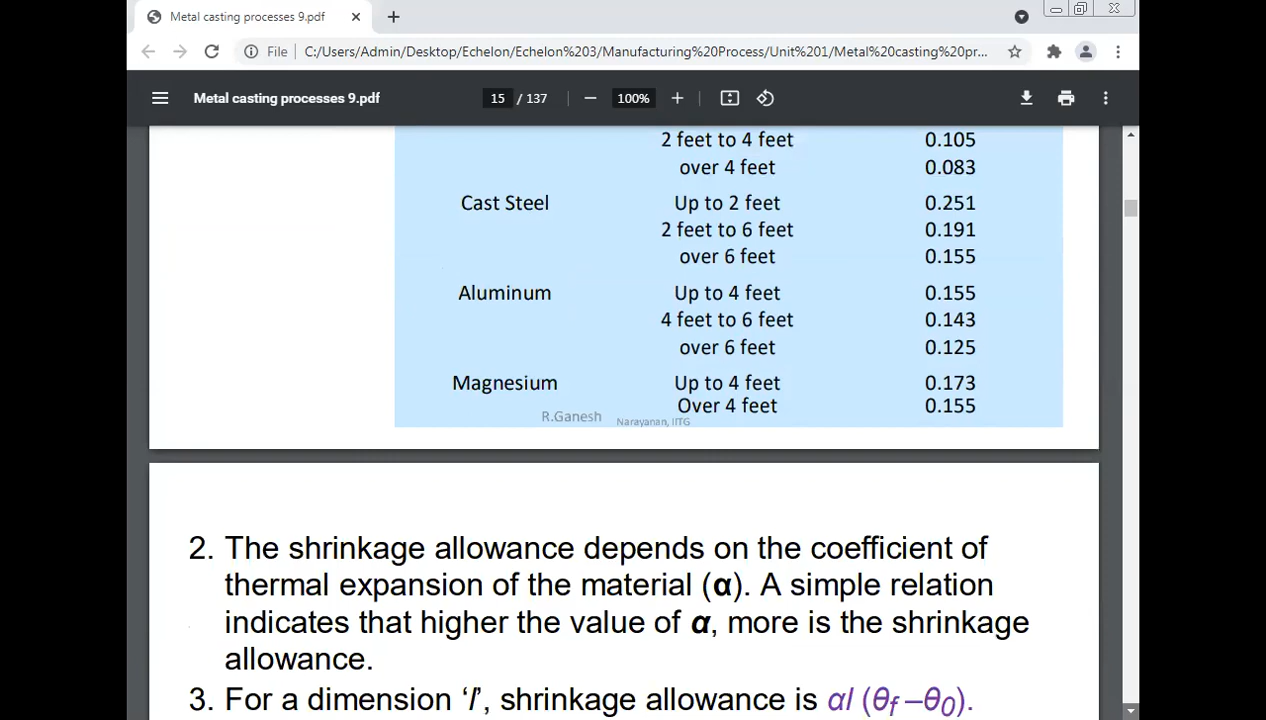 Metal casting processes 9.pdf
File C:/Users/Admin/Desktop/Echelon/Echelon%203/Manufacturing%20Process/Unit%201/Metal%20casting%20pr...
Metal casting processes 9.pdf 15 / 137 100%
2 feet to 4 feet 0.105
over 4 feet 0.083
Cast Steel Up to 2 feet 0.251
2 feet to 6 feet 0.191
over 6 feet 0.155
Aluminum Up to 4 feet 0.155
4 feet to 6 feet 0.143
over 6 feet 0.125
Magnesium Up to 4 feet 0.173
Over 4 feet 0.155
R.Ganesh Narayanan, IITG
2. The shrinkage allowance depends on the coefficient of
thermal expansion of the material (α). A simple relation
indicates that higher the value of α, more is the shrinkage
allowance.
3. For a dimension ‘l’, shrinkage allowance is αl (θf –θ0).